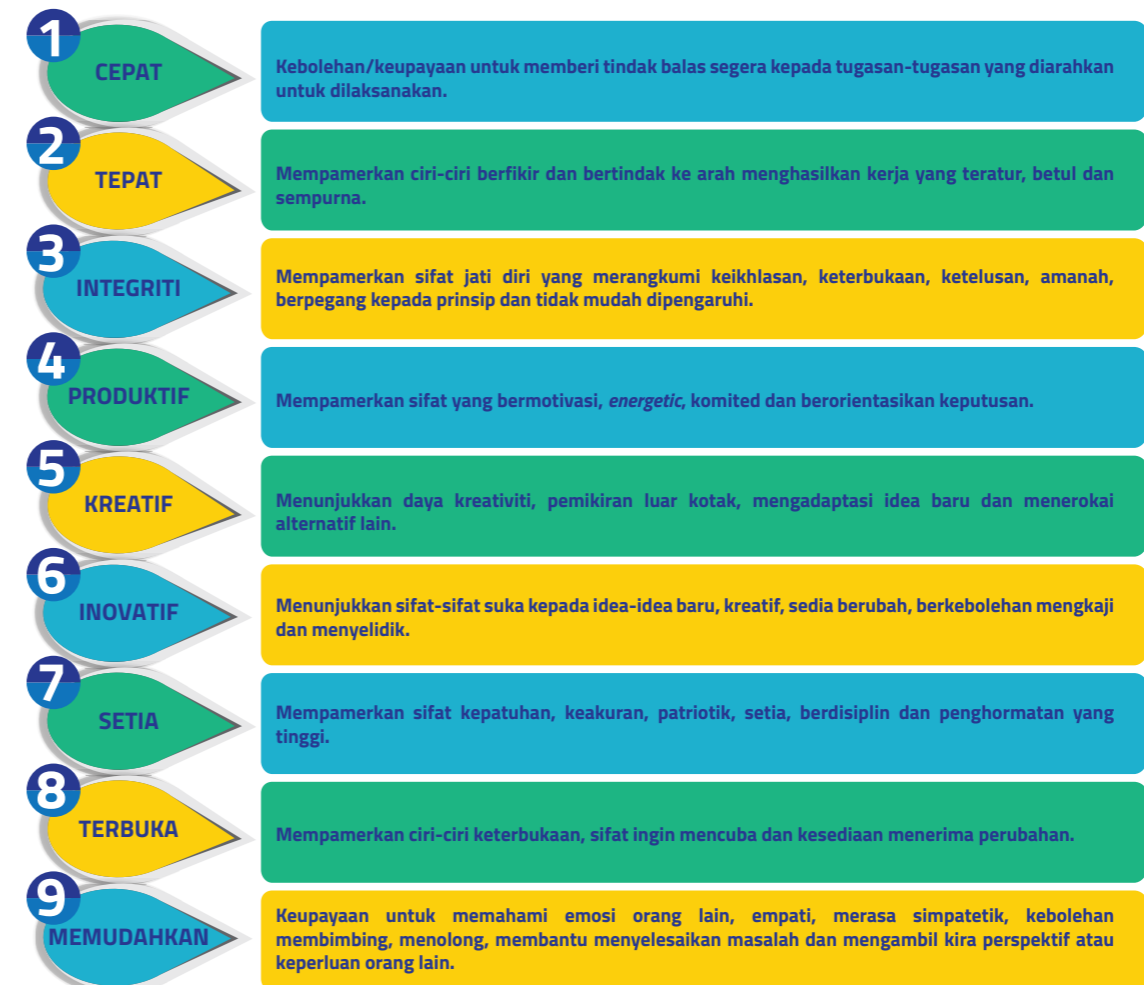 1
CEPAT
Kebolehan/keupayaan untuk memberi tindak balas segera kepada tugasan-tugasan yang diarahkan
untuk dilaksanakan.
2
TEPAT
Mempamerkan ciri-ciri berfikir dan bertindak ke arah menghasilkan kerja yang teratur, betul dan
sempurna.
3
INTEGRITI
Mempamerkan sifat jati diri yang merangkumi keikhlasan, keterbukaan, ketelusan, amanah,
berpegang kepada prinsip dan tidak mudah dipengaruhi.
4
PRODUKTIF
Mempamerkan sifat yang bermotivasi, energetic, komited dan berorientasikan keputusan.
5
KREATIF
Menunjukkan daya kreativiti, pemikiran luar kotak, mengadaptasi idea baru dan menerokai
alternatif lain.
6
INOVATIF
Menunjukkan sifat-sifat suka kepada idea-idea baru, kreatif, sedia berubah, berkebolehan mengkaji
dan menyelidik.
7
SETIA
Mempamerkan sifat kepatuhan, keakuran, patriotik, setia, berdisiplin dan penghormatan yang
tinggi.
8
TERBUKA
Mempamerkan ciri-ciri keterbukaan, sifat ingin mencuba dan kesediaan menerima perubahan.
9
MEMUDAHKAN
Keupayaan untuk memahami emosi orang lain, empati, merasa simpatetik, kebolehan
membimbing, menolong, membantu menyelesaikan masalah dan mengambil kira perspektif atau
keperluan orang lain.